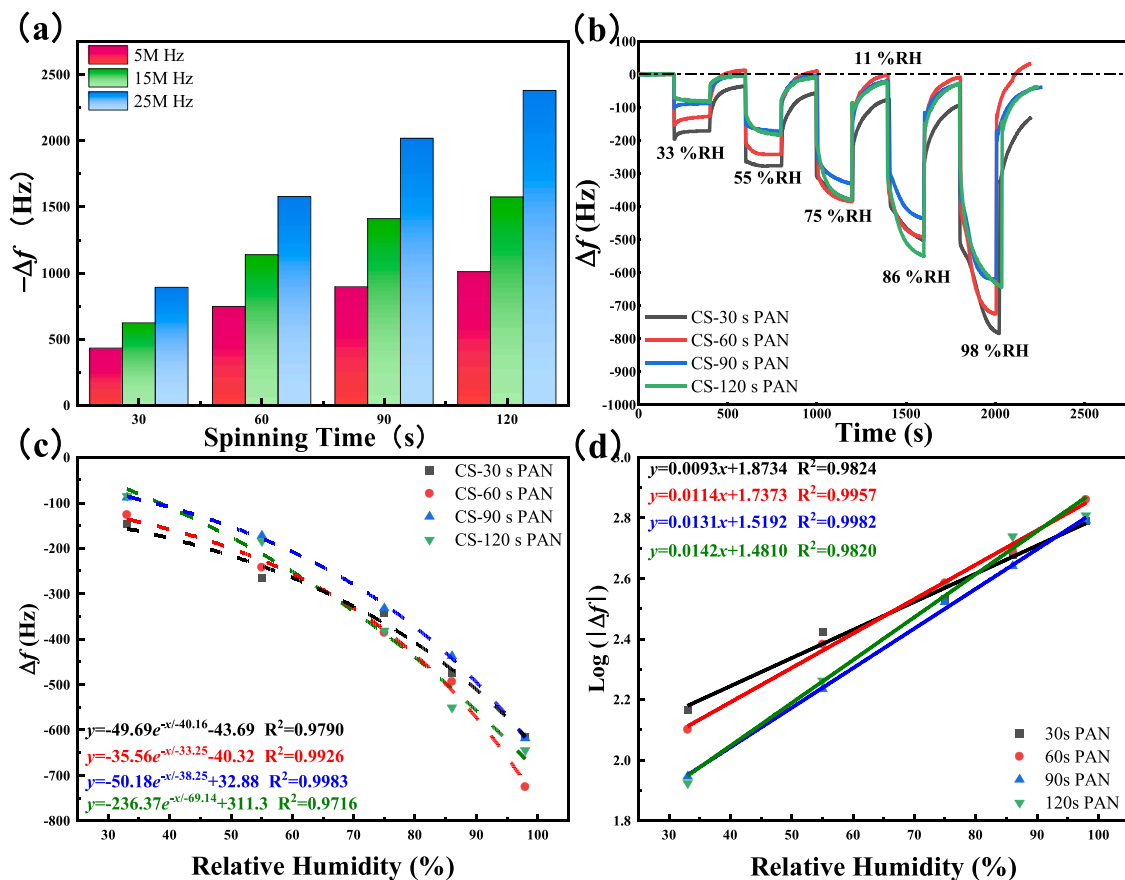 (a)
5M Hz
15M Hz
25M Hz
−Δf (Hz)
2500
2000
1500
1000
500
0
30
60
90
120
Spinning Time (s)
(b)
100
0
-100
-200
-300
-400
-500
-600
-700
-800
-900
-1000
Δf (Hz)
11 %RH
33 %RH
55 %RH
75 %RH
86 %RH
98 %RH
CS-30 s PAN
CS-60 s PAN
CS-90 s PAN
CS-120 s PAN
0
500
1000
1500
2000
2500
Time (s)
(c)
0
-100
-200
-300
-400
-500
-600
-700
-800
Δf (Hz)
CS-30 s PAN
CS-60 s PAN
CS-90 s PAN
CS-120 s PAN
y=-49.69e^-x/-40.16-43.69 R²=0.9790
y=-35.56e^-x/-33.25-40.32 R²=0.9926
y=-50.18e^-x/-38.25+32.88 R²=0.9983
y=-236.37e^-x/-69.14+311.3 R²=0.9716
30
40
50
60
70
80
90
100
Relative Humidity (%)
(d)
y=0.0093x+1.8734 R²=0.9824
y=0.0114x+1.7373 R²=0.9957
y=0.0131x+1.5192 R²=0.9982
y=0.0142x+1.4810 R²=0.9820
3.0
2.8
2.6
2.4
2.2
2.0
1.8
Log (|Δf|)
30s PAN
60s PAN
90s PAN
120s PAN
30
40
50
60
70
80
90
100
Relative Humidity (%)